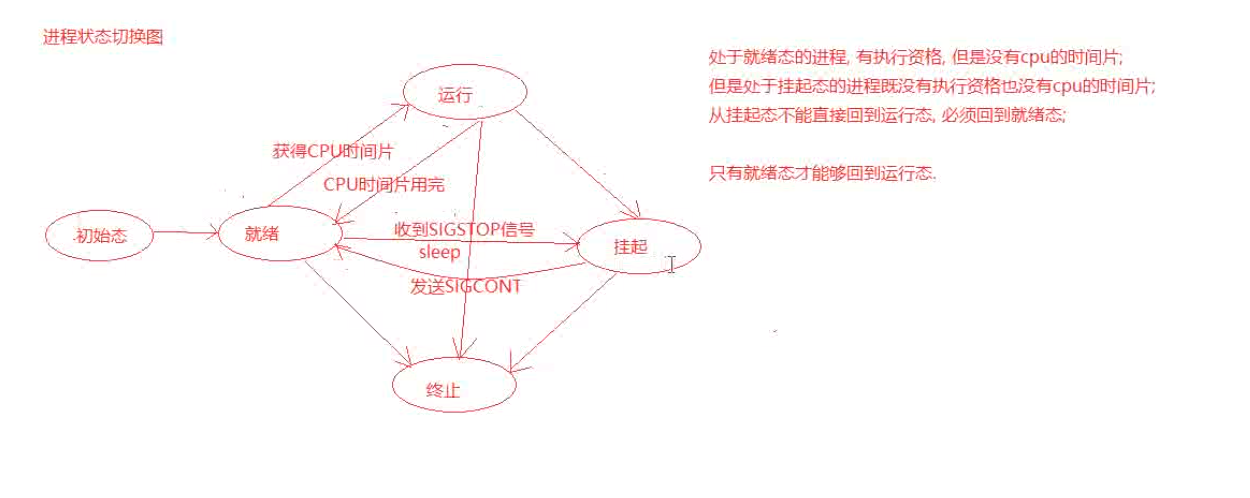 进程状态切换图
处于就绪态的进程, 有执行资格, 但是没有cpu的时间片;
但是处于挂起态的进程既没有执行资格也没有cpu的时间片;
从挂起态不能直接回到运行态, 必须回到就绪态;
只有就绪态才能够回到运行态.
运行
获得CPU时间片
CPU时间片用完
初始态
就绪
收到SIGSTOP信号
sleep
挂起
发送SIGCONT
终止